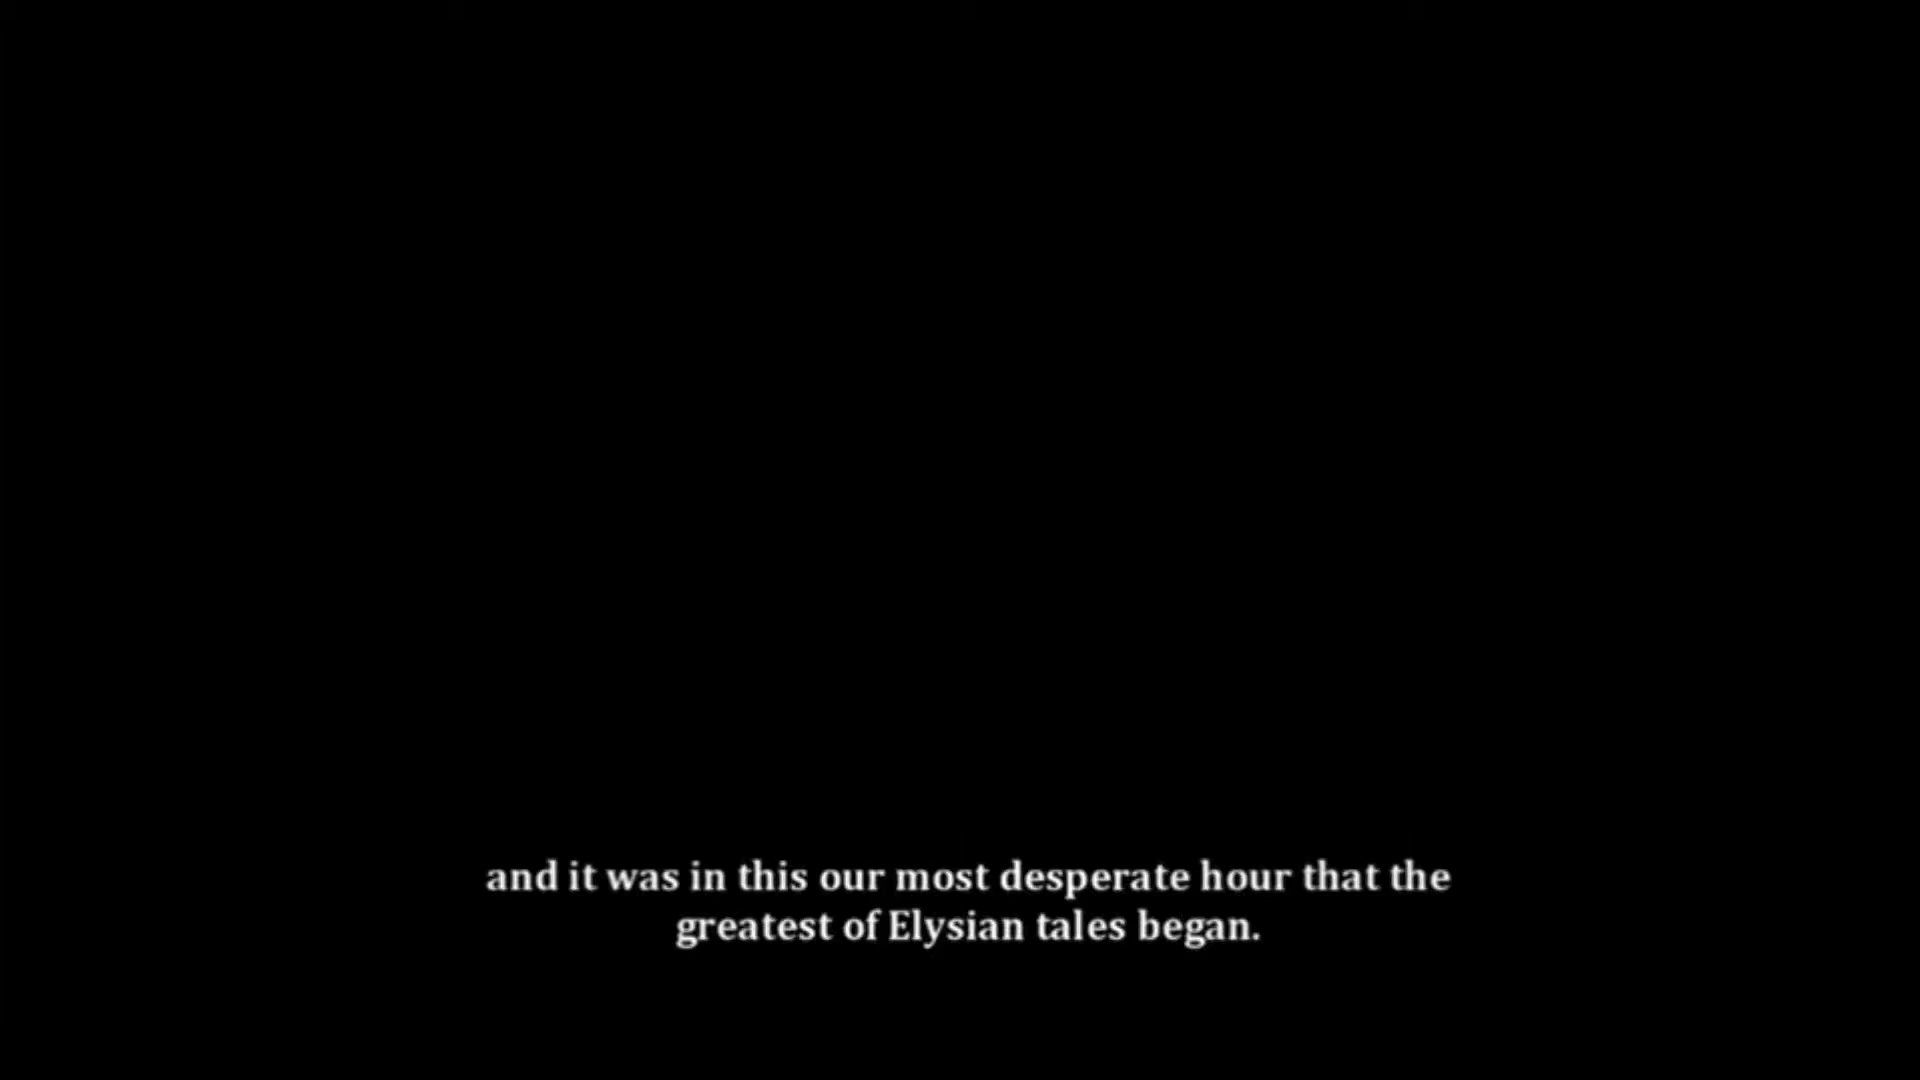 and it was in this our most desperate hour that the
greatest of Elysian tales began.